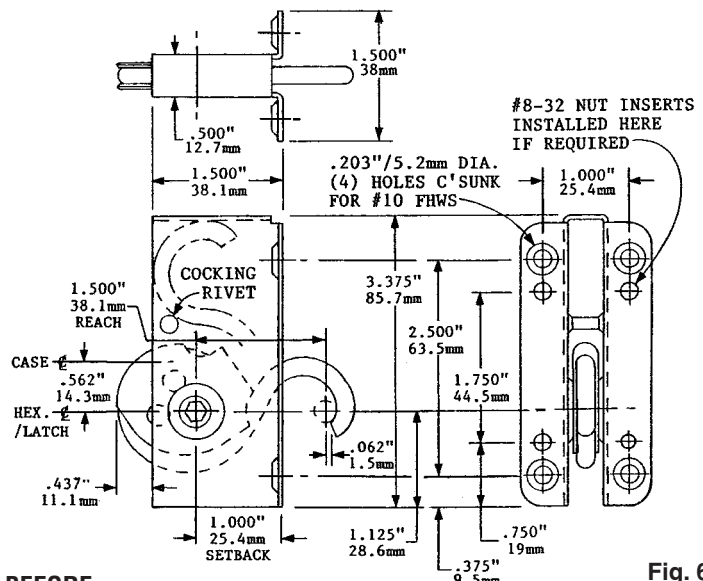 1.500"
38mm
.500"
12.7mm
1.500"
38.1mm
#8-32 NUT INSERTS
INSTALLED HERE
IF REQUIRED
.203"/5.2mm DIA.
(4) HOLES C'SUNK
FOR #10 FHWS
1.000"
25.4mm
COCKING
RIVET
1.500"
38.1mm
REACH
3.375"
85.7mm
2.500"
63.5mm
1.750"
44.5mm
CASE ℄
.562"
14.3mm
HEX. ℄
/LATCH
.062"
1.5mm
.437"
11.1mm
1.000"
25.4mm
SETBACK
1.125"
28.6mm
.750"
19mm
.375"
9.5mm
BEFORE
Fig. 6